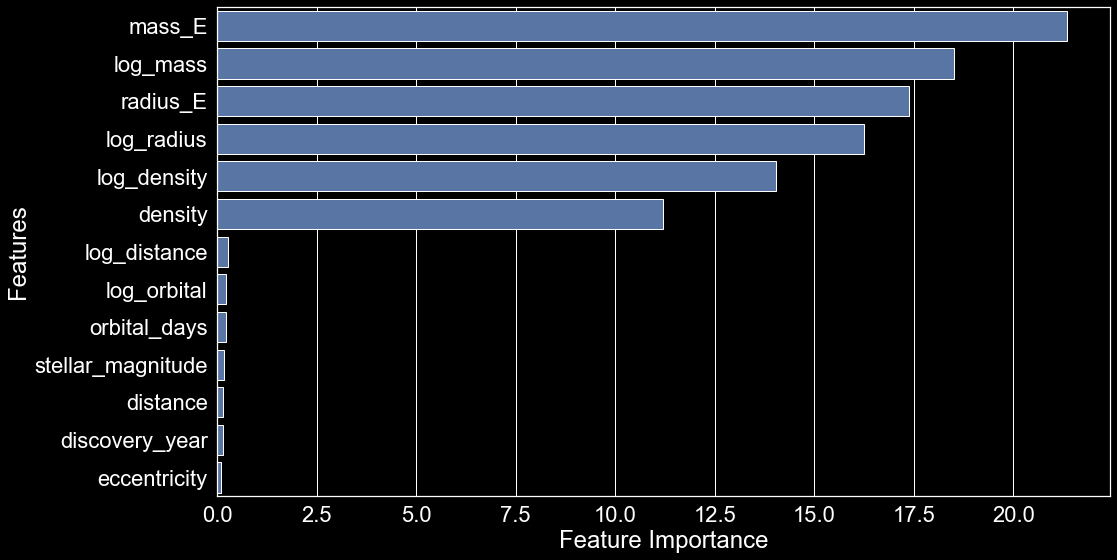 mass_E
log_mass
radius_E
log_radius
log_density
density
log_distance
log_orbital
orbital_days
stellar_magnitude
distance
discovery_year
eccentricity
Features
0.0 2.5 5.0 7.5 10.0 12.5 15.0 17.5 20.0
Feature Importance